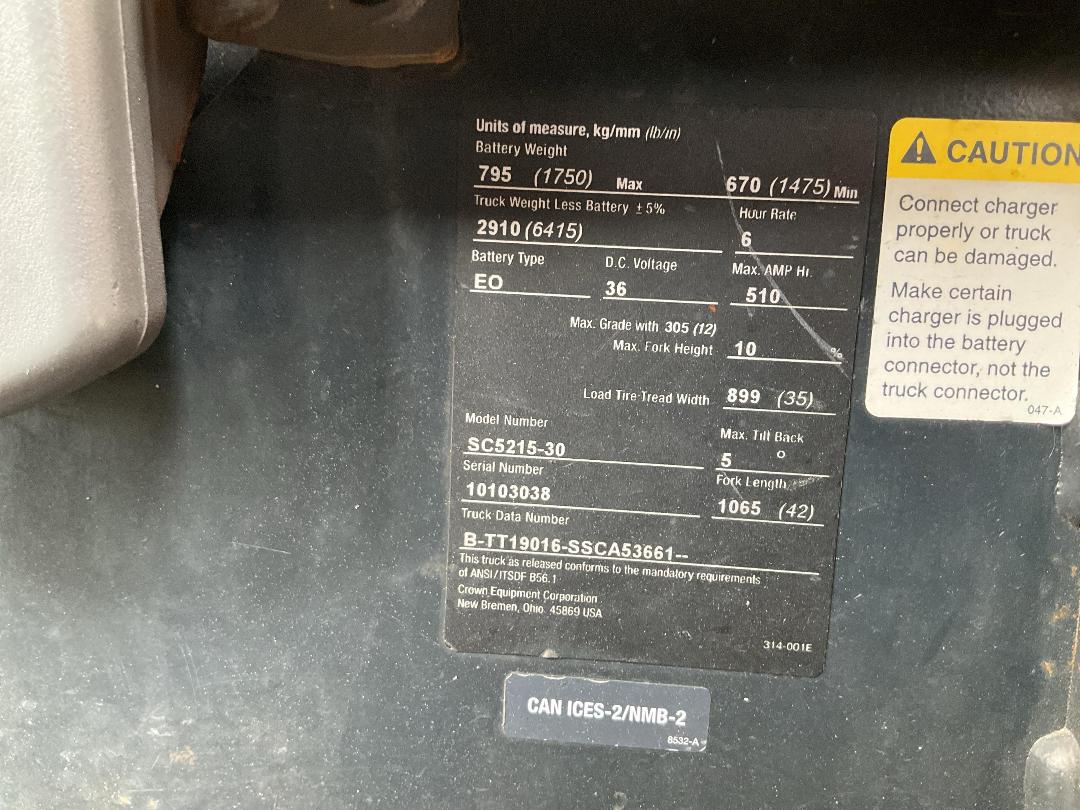 Units of measure, kg/mm (lb/in)
Battery Weight
795 (1750) Max 670 (1475) Min
Truck Weight Less Battery ± 5% Hour Rate
2910 (6415) 6
Battery Type D.C. Voltage Max. AMP Hr.
EO 36 510
Max. Grade with 305 (12)
Max. Fork Height 10 %
Load Tire Tread Width 899 (35)
Model Number Max. Tilt Back
SC5215-30 5 °
Serial Number Fork Length
10103038 1065 (42)
Truck Data Number
B-TT19016-SSCA53661--
This truck as released conforms to the mandatory requirements
of ANSI/ITSDF B56.1
Crown Equipment Corporation
New Bremen, Ohio 45869 USA
314-001E
CAN ICES-2/NMB-2
8532-A
CAUTION
Connect charger
properly or truck
can be damaged.
Make certain
charger is plugged
into the battery
connector, not the
truck connector.
047-A